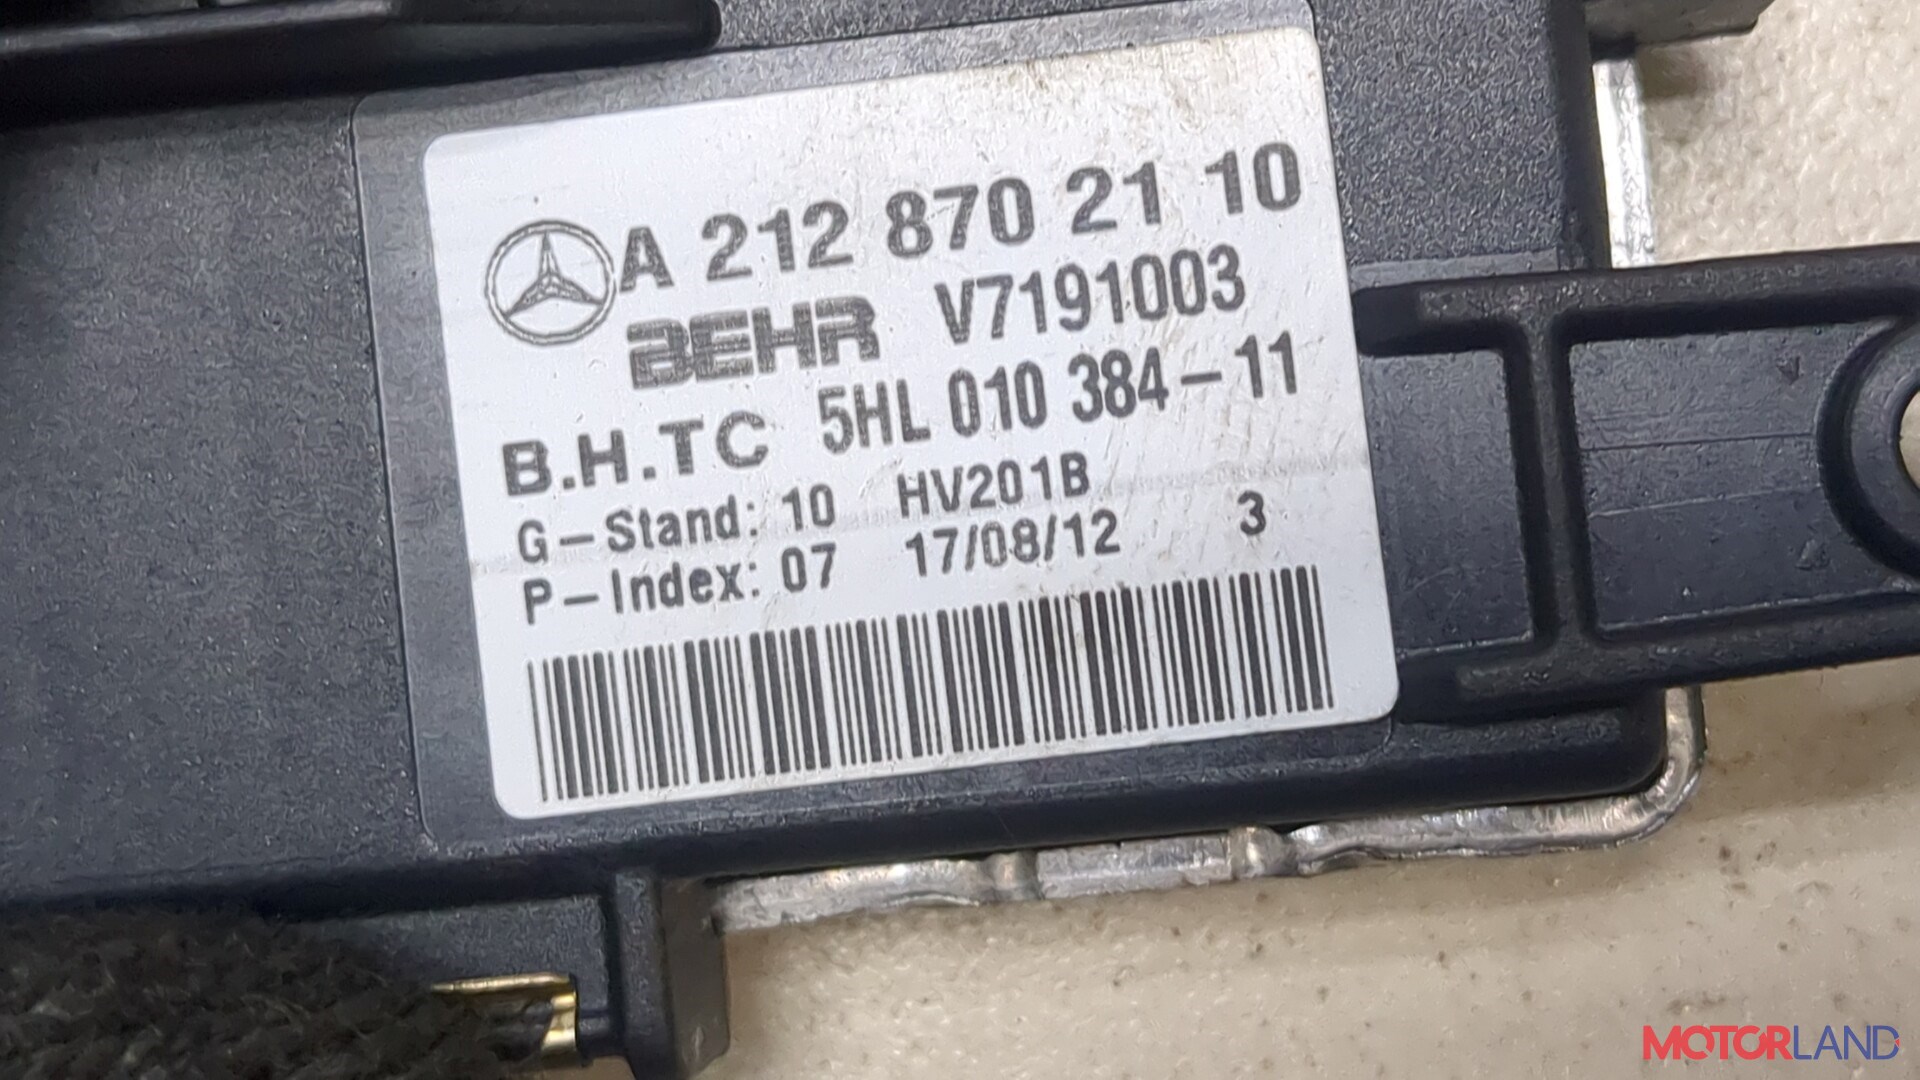 A 212 870 21 10
BEHR V7191003
B.H.TC 5HL 010 384-11
G-Stand: 10 HV201B
P-Index: 07 17/08/12 3
MOTORLAND